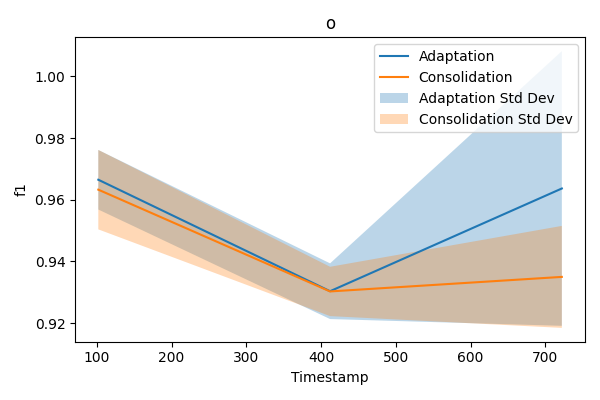 o
Adaptation
Consolidation
Adaptation Std Dev
Consolidation Std Dev
f1
1.00
0.98
0.96
0.94
0.92
100 200 300 400 500 600 700
Timestamp